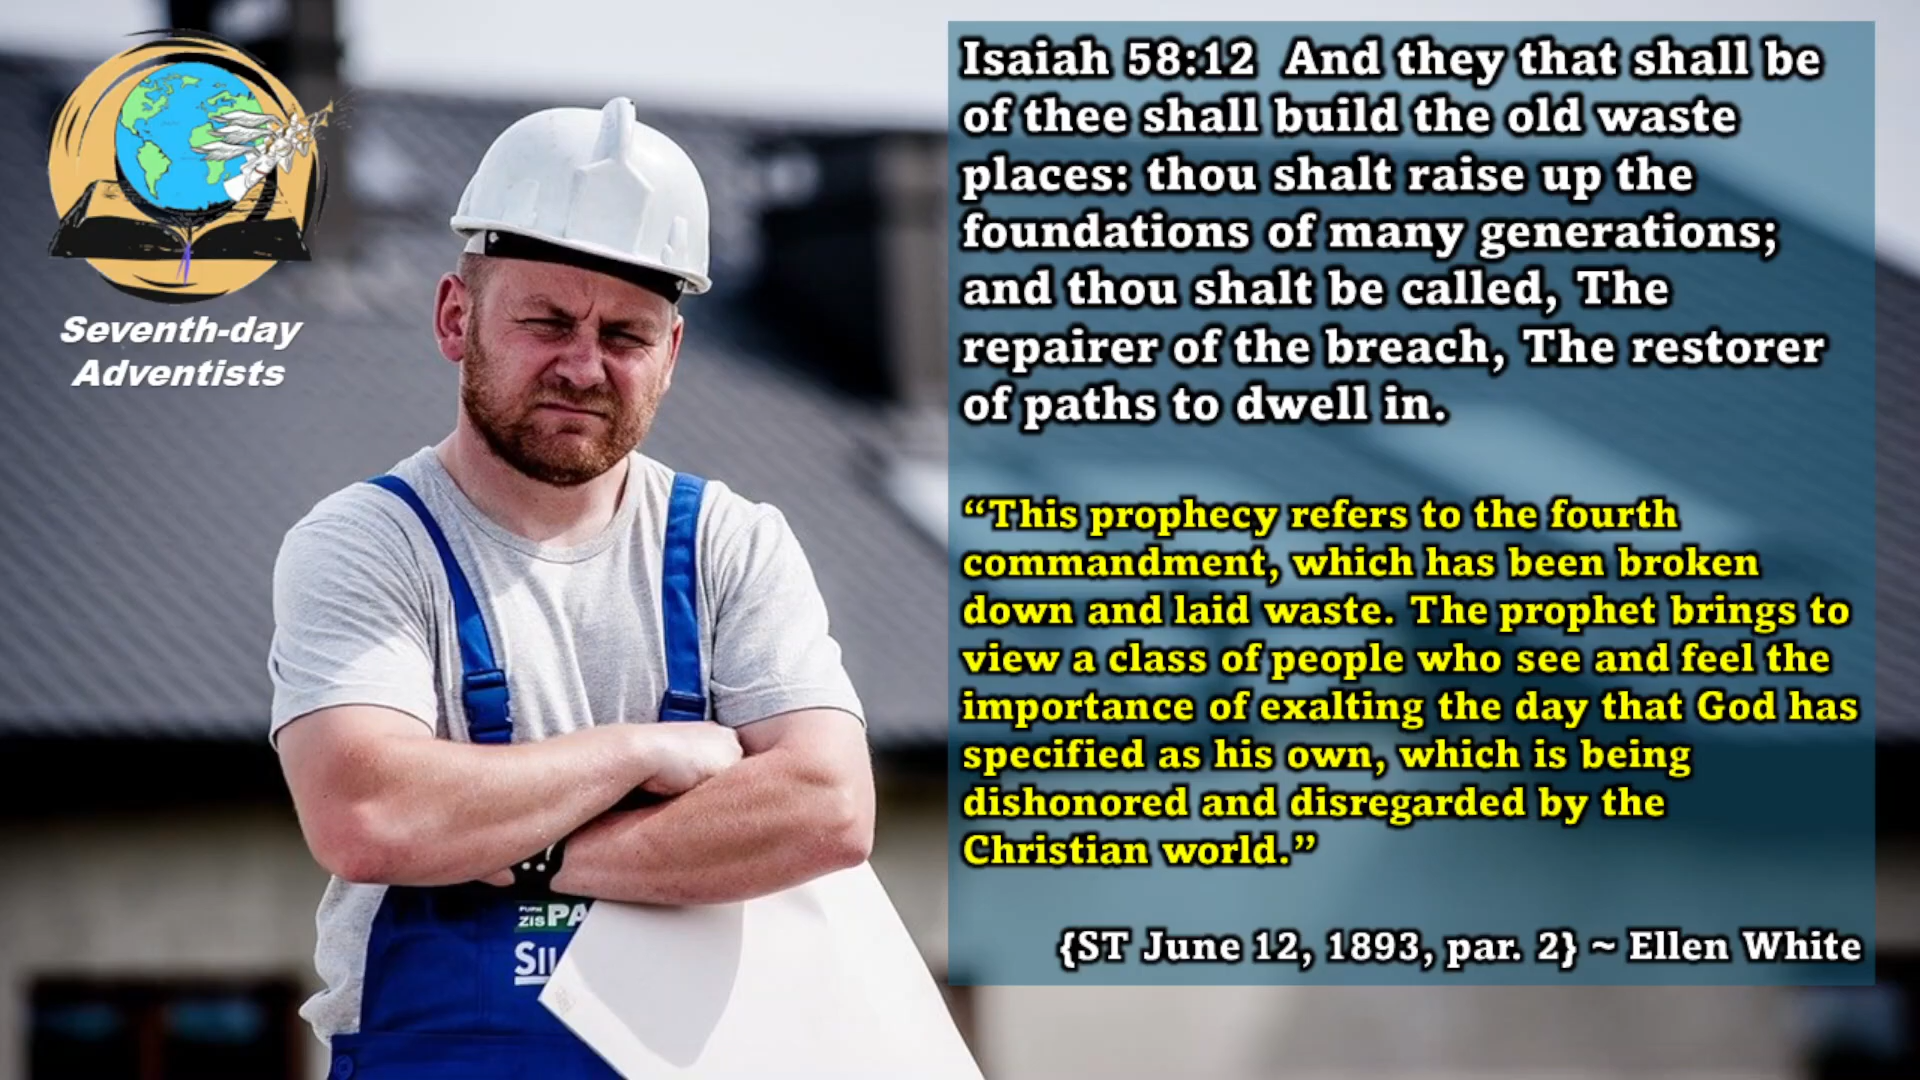 Seventh-day
Adventists
Isaiah 58:12 And they that shall be
of thee shall build the old waste
places: thou shalt raise up the
foundations of many generations;
and thou shalt be called, The
repairer of the breach, The restorer
of paths to dwell in.
“This prophecy refers to the fourth
commandment, which has been broken
down and laid waste. The prophet brings to
view a class of people who see and feel the
importance of exalting the day that God has
specified as his own, which is being
dishonored and disregarded by the
Christian world.”
{ST June 12, 1893, par. 2} ~ Ellen White